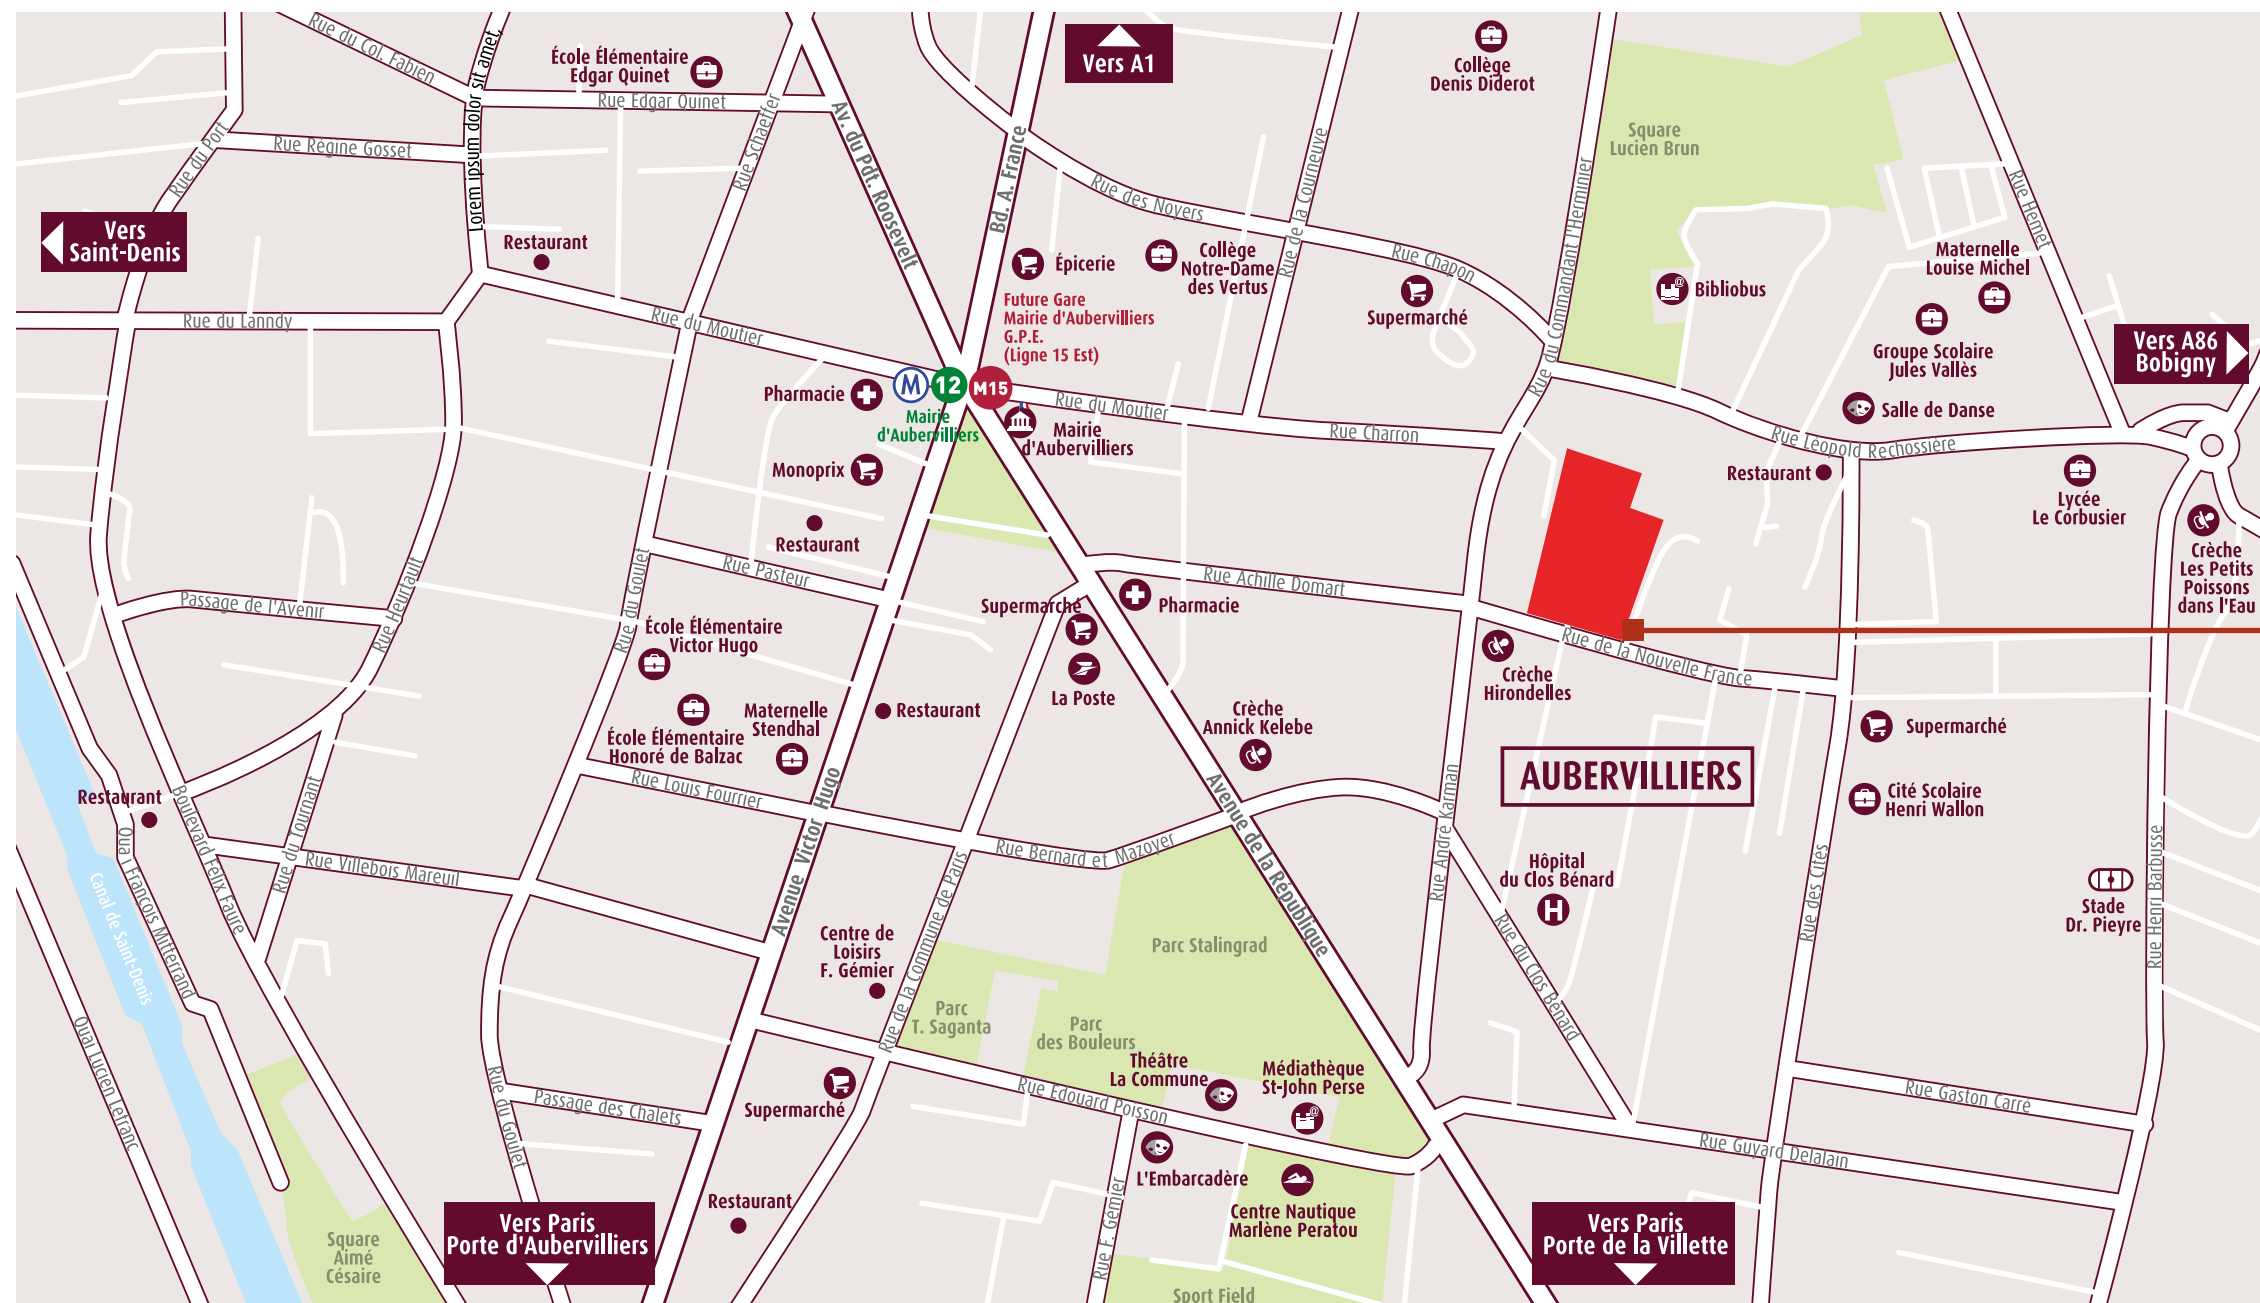 Rue du Col. Fabien
Lorem ipsum dolor sit amet,
École Élémentaire
Edgar Quinet
Rue Edgar Quinet
Vers A1
Collège
Denis Diderot
Square
Lucien Brun
Rue du Port
Rue Régine Gosset
Rue Schaeffer
Av. du Pdt. Roosevelt
Bd. A. France
Rue des Noyers
Rue de la Courneuve
Rue du Commandant l'Herminier
Rue Hemet
Vers
Saint-Denis
Restaurant
Épicerie
Collège
Notre-Dame
des Vertus
Rue Chapon
Supermarché
Bibliobus
Maternelle
Louise Michel
Groupe Scolaire
Jules Vallès
Vers A86
Bobigny
Rue du Lanndy
Rue du Moutier
Future Gare
Mairie d'Aubervilliers
G.P.E.
(Ligne 15 Est)
Pharmacie
M
12
M15
Mairie
d'Aubervilliers
Rue du Moutier
Mairie
d'Aubervilliers
Rue Charron
Salle de Danse
Rue Léopold Rechossière
Restaurant
Monoprix
Restaurant
Lycée
Le Corbusier
Crèche
Les Petits
Poissons
dans l'Eau
Rue Pasteur
Rue Achille Domart
Passage de l'Avenir
Rue Heurtault
Rue du Goulet
Supermarché
Pharmacie
École Élémentaire
Victor Hugo
La Poste
Crèche
Hirondelles
Rue de la Nouvelle France
École Élémentaire
Honoré de Balzac
Maternelle
Stendhal
Restaurant
Crèche
Annick Kelebe
Supermarché
AUBERVILLIERS
Cité Scolaire
Henri Wallon
Restaurant
Rue Louis Fourrier
Avenue Victor Hugo
Avenue de la République
Rue André Karman
Boulevard Félix Faure
Rue du Tournant
Rue Villebois Mareuil
Rue Bernard et Mazoyer
Hôpital
du Clos Bénard
H
Rue des Cités
Rue Henri Barbusse
Stade
Dr. Pieyre
Quai François Mitterrand
Canal de Saint-Denis
Centre de
Loisirs
F. Gémier
Rue de la Commune de Paris
Parc Stalingrad
Rue du Clos Bénard
Parc
T. Saganta
Parc
des Bouleurs
Quai Lucien Lefranc
Théâtre
La Commune
Médiathèque
St-John Perse
Rue Edouard Poisson
Supermarché
Passage des Chalets
Rue du Goulet
Rue Gaston Carré
Rue Guyard Delalain
L'Embarcadère
Centre Nautique
Marlène Peratou
Restaurant
Rue F. Gémier
Vers Paris
Porte d'Aubervilliers
Vers Paris
Porte de la Villette
Square
Aimé
Césaire
Sport Field